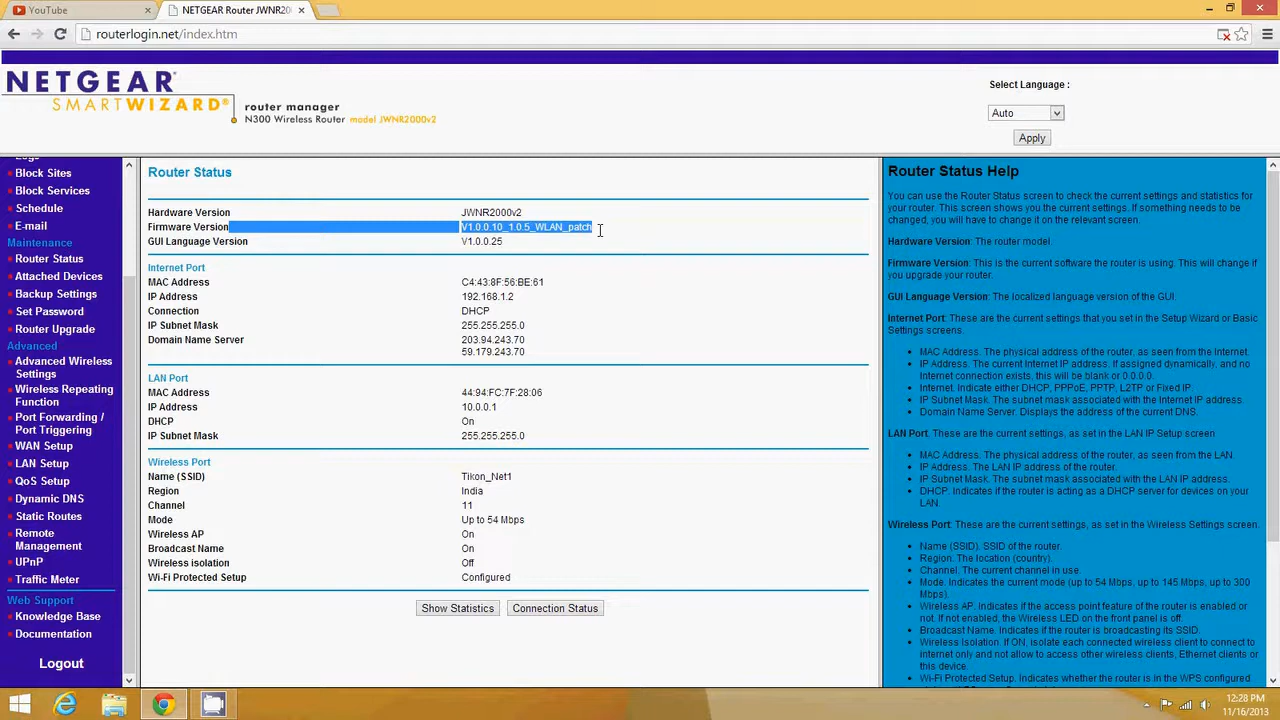 YouTube
NETGEAR Router JWNR20
routerlogin.net/index.htm
NETGEAR
SMARTWIZARD
router manager
N300 Wireless Router model JWNR2000v2
Select Language :
Auto
Apply
Logs
Block Sites
Block Services
Schedule
E-mail
Maintenance
Router Status
Attached Devices
Backup Settings
Set Password
Router Upgrade
Advanced
Advanced Wireless
Settings
Wireless Repeating
Function
Port Forwarding /
Port Triggering
WAN Setup
LAN Setup
QoS Setup
Dynamic DNS
Static Routes
Remote
Management
UPnP
Traffic Meter
Web Support
Knowledge Base
Documentation
Logout
Router Status
Hardware Version JWNR2000v2
Firmware Version V1.0.0.10_1.0.5_WLAN_patch
GUI Language Version V1.0.0.25
Internet Port
MAC Address C4:43:8F:56:BE:61
IP Address 192.168.1.2
Connection DHCP
IP Subnet Mask 255.255.255.0
Domain Name Server 203.94.243.70
59.179.243.70
LAN Port
MAC Address 44:94:FC:7F:28:06
IP Address 10.0.0.1
DHCP On
IP Subnet Mask 255.255.255.0
Wireless Port
Name (SSID) Tikon_Net1
Region India
Channel 11
Mode Up to 54 Mbps
Wireless AP On
Broadcast Name On
Wireless isolation Off
Wi-Fi Protected Setup Configured
Show Statistics Connection Status
Router Status Help
You can use the Router Status screen to check the current settings and statistics for
your router. This screen shows you the current settings. If something needs to be
changed, you will have to change it on the relevant screen.
Hardware Version: The router model.
Firmware Version: This is the current software the router is using. This will change if
you upgrade your router.
GUI Language Version: The localized language version of the GUI.
Internet Port: These are the current settings that you set in the Setup Wizard or Basic
Settings screens.
MAC Address. The physical address of the router, as seen from the Internet.
IP Address. The current Internet IP address. If assigned dynamically, and no
Internet connection exists, this will be blank or 0.0.0.0.
Internet. Indicate either DHCP, PPPoE, PPTP, L2TP or Fixed IP.
IP Subnet Mask. The subnet mask associated with the Internet IP address.
Domain Name Server. Displays the address of the current DNS.
LAN Port. These are the current settings, as set in the LAN IP Setup screen
MAC Address. The physical address of the router, as seen from the LAN.
IP Address. The LAN IP address of the router.
IP Subnet Mask. The subnet mask associated with the LAN IP address.
DHCP. Indicates if the router is acting as a DHCP server for devices on your
LAN.
Wireless Port: These are the current settings, as set in the Wireless Settings screen.
Name (SSID). SSID of the router.
Region. The location (country).
Channel. The current channel in use.
Mode. Indicates the current mode (up to 54 Mbps, up to 145 Mbps, up to 300
Mbps).
Wireless AP. Indicates if the access point feature of the router is enabled or
not. If not enabled, the Wireless LED on the front panel is off.
Broadcast Name. Indicates if the router is broadcasting its SSID.
Wireless Isolation. If ON, isolate each connected wireless client to connect to
internet only and not allow to access other wireless clients, Ethernet clients or
this device.
Wi-Fi Protected Setup. Indicates whether the router is in the WPS configured
12:28 PM
11/16/2013